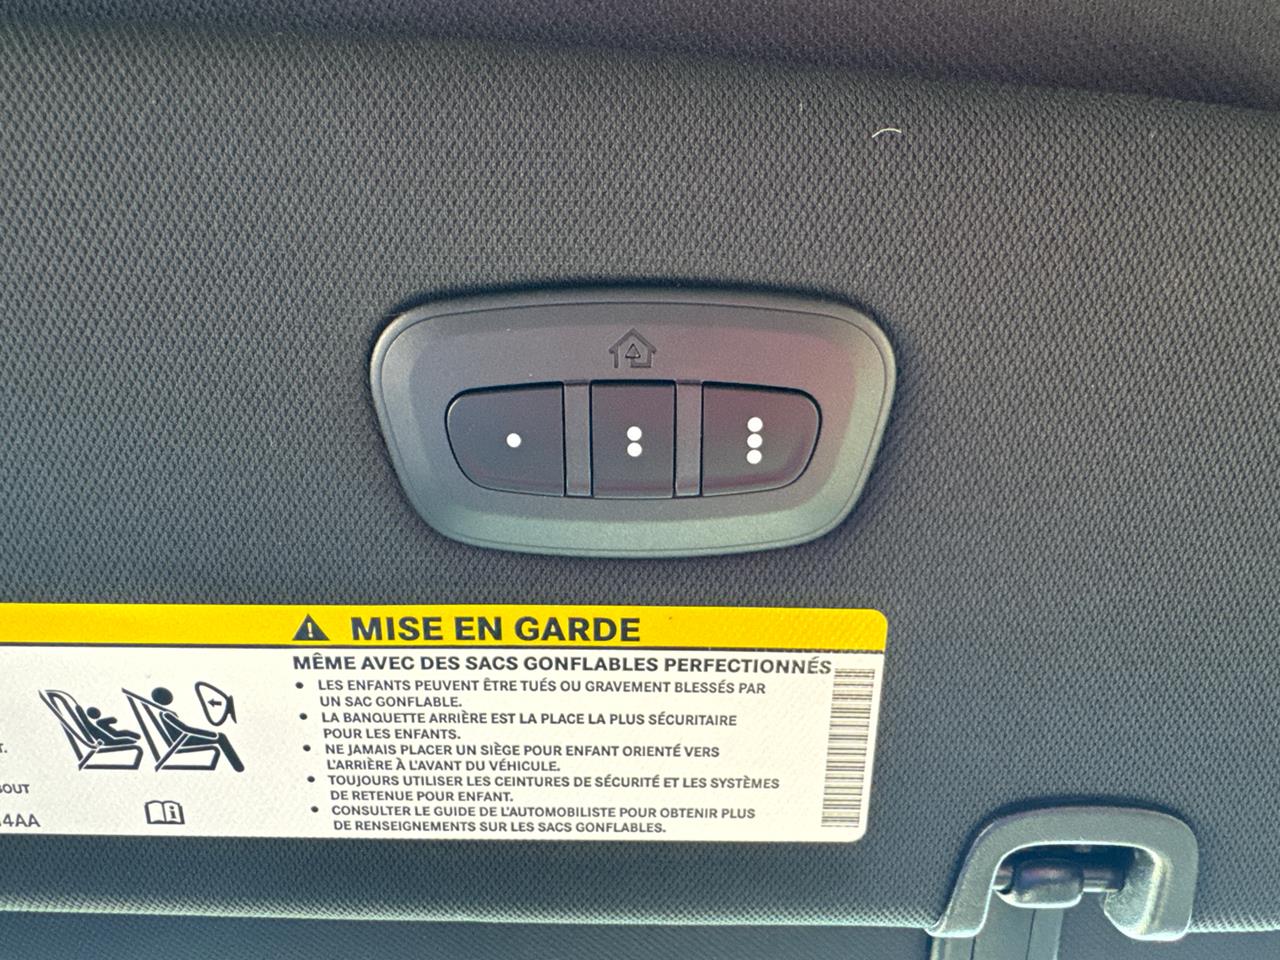 MISE EN GARDE
MÊME AVEC DES SACS GONFLABLES PERFECTIONNÉS
• LES ENFANTS PEUVENT ÊTRE TUÉS OU GRAVEMENT BLESSÉS PAR
UN SAC GONFLABLE.
• LA BANQUETTE ARRIÈRE EST LA PLACE LA PLUS SÉCURITAIRE
POUR LES ENFANTS.
• NE JAMAIS PLACER UN SIÈGE POUR ENFANT ORIENTÉ VERS
L'ARRIÈRE À L'AVANT DU VÉHICULE.
• TOUJOURS UTILISER LES CEINTURES DE SÉCURITÉ ET LES SYSTÈMES
DE RETENUE POUR ENFANT.
• CONSULTER LE GUIDE DE L'AUTOMOBILISTE POUR OBTENIR PLUS
DE RENSEIGNEMENTS SUR LES SACS GONFLABLES.
T.
BOUT
4AA